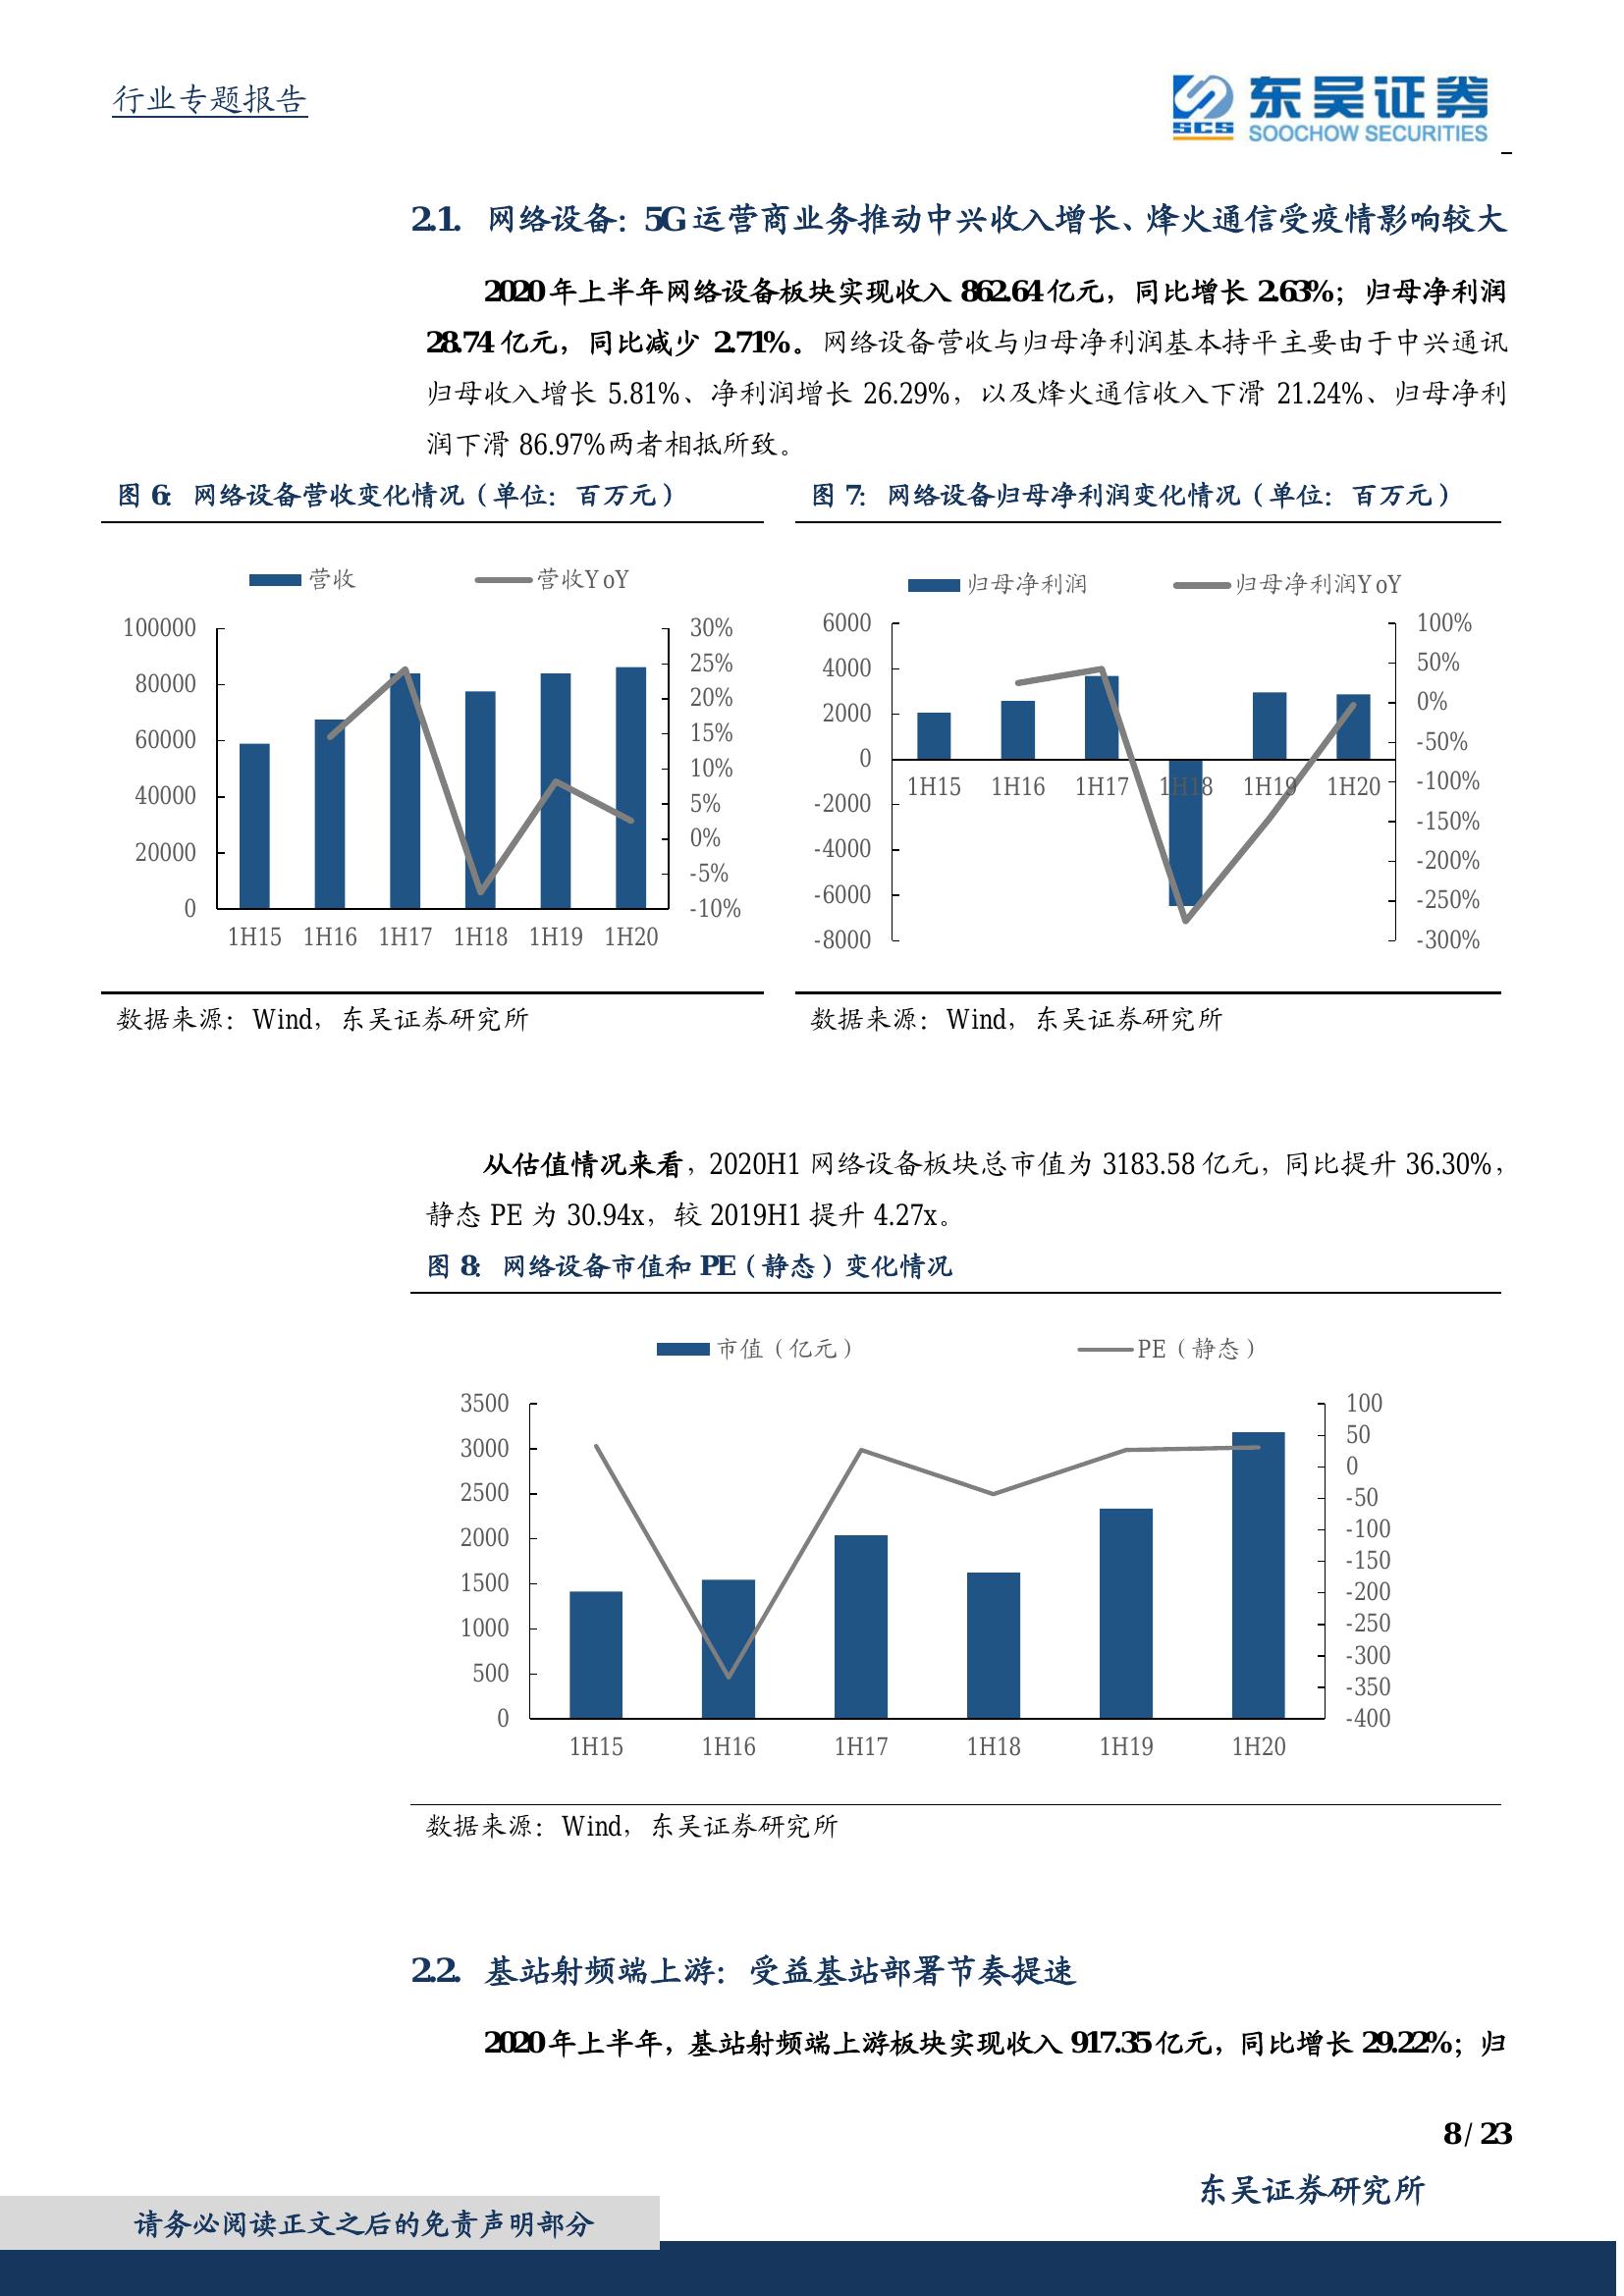 行业专题报告
东吴证券
SCS
SOOCHOW SECURITIES
2.1. 网络设备：5G 运营商业务推动中兴收入增长、烽火通信受疫情影响较大
2020 年上半年网络设备板块实现收入 862.64 亿元，同比增长 2.63%；归母净利润
28.74 亿元，同比减少 2.71%。网络设备营收与归母净利润基本持平主要由于中兴通讯
归母收入增长 5.81%、净利润增长 26.29%，以及烽火通信收入下滑 21.24%、归母净利
润下滑 86.97%两者相抵所致。
图 6： 网络设备营收变化情况（单位：百万元）
营收 营收YoY
100000
80000
60000
40000
20000
0
30%
25%
20%
15%
10%
5%
0%
-5%
-10%
1H15 1H16 1H17 1H18 1H19 1H20
数据来源：Wind，东吴证券研究所
图 7： 网络设备归母净利润变化情况（单位：百万元）
归母净利润 归母净利润YoY
6000
4000
2000
0
-2000
-4000
-6000
-8000
100%
50%
0%
-50%
-100%
-150%
-200%
-250%
-300%
1H15 1H16 1H17 1H18 1H19 1H20
数据来源：Wind，东吴证券研究所
从估值情况来看，2020H1 网络设备板块总市值为 3183.58 亿元，同比提升 36.30%，
静态 PE 为 30.94x，较 2019H1 提升 4.27x。
图 8： 网络设备市值和 PE（静态）变化情况
市值（亿元） PE（静态）
3500
3000
2500
2000
1500
1000
500
0
100
50
0
-50
-100
-150
-200
-250
-300
-350
-400
1H15 1H16 1H17 1H18 1H19 1H20
数据来源：Wind，东吴证券研究所
2.2. 基站射频端上游：受益基站部署节奏提速
2020 年上半年，基站射频端上游板块实现收入 917.35 亿元，同比增长 29.22%；归
8 / 23
东吴证券研究所
请务必阅读正文之后的免责声明部分